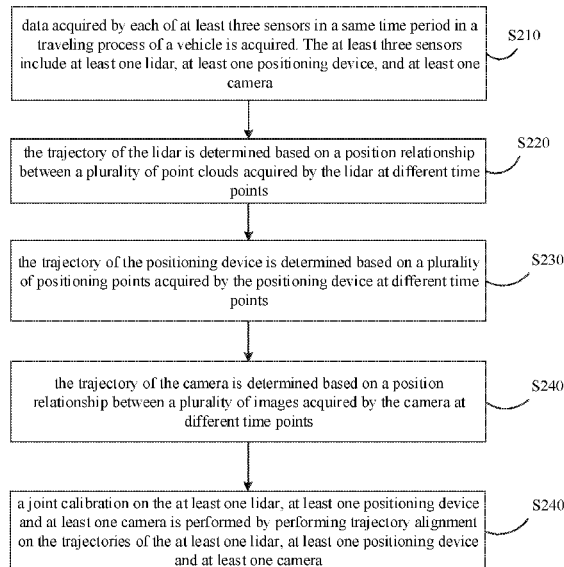 data acquired by each of at least three sensors in a same time period in a
traveling process of a vehicle is acquired. The at least three sensors
include at least one lidar, at least one positioning device, and at least one
camera
S210
the trajectory of the lidar is determined based on a position relationship
between a plurality of point clouds acquired by the lidar at different time
points
S220
the trajectory of the positioning device is determined based on a plurality
of positioning points acquired by the positioning device at different time
points
S230
the trajectory of the camera is determined based on a position
relationship between a plurality of images acquired by the camera at
different time points
S240
a joint calibration on the at least one lidar, at least one positioning device
and at least one camera is performed by performing trajectory alignment
on the trajectories of the at least one lidar, at least one positioning device
and at least one camera
S240